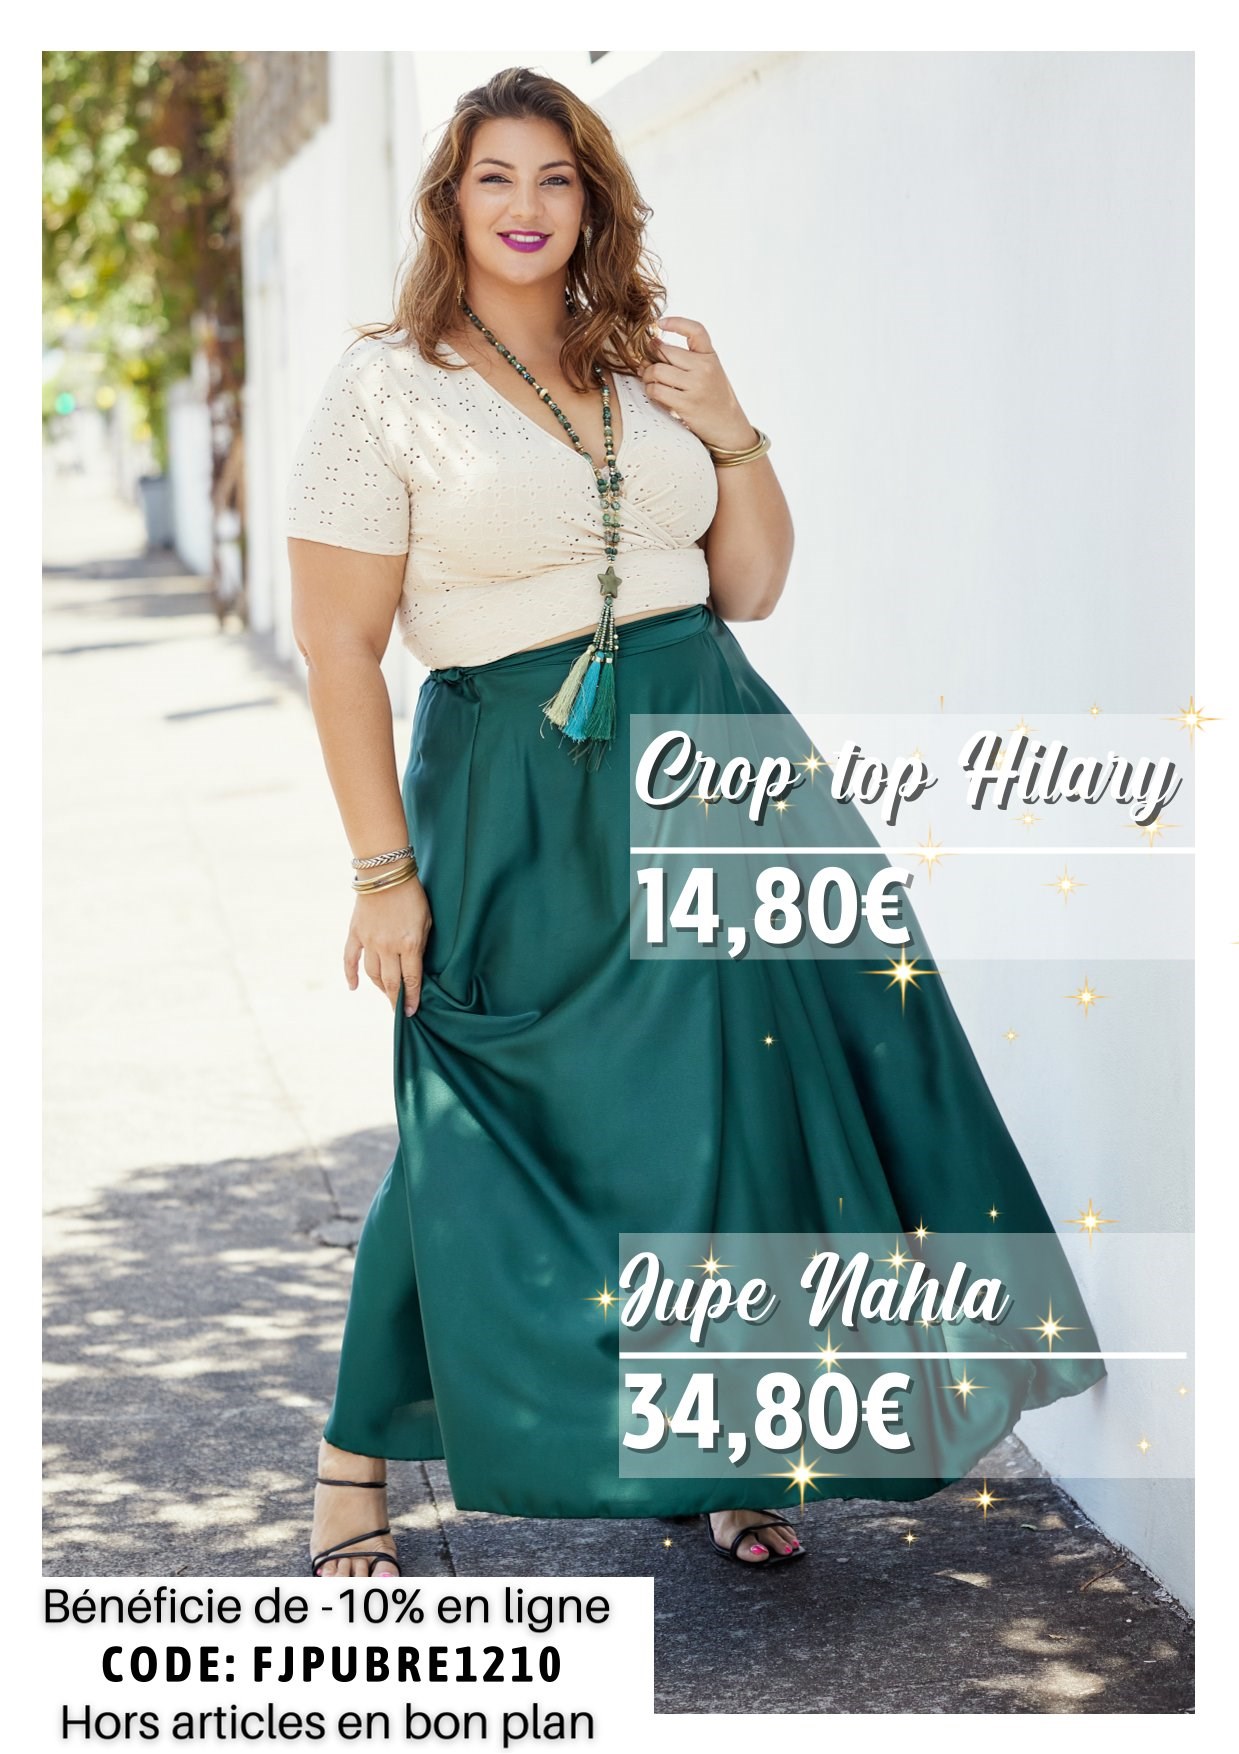 Crop top Hilary
14,80€
Jupe Nahla
34,80€
Bénéficie de -10% en ligne
CODE: FJPUBRE1210
Hors articles en bon plan